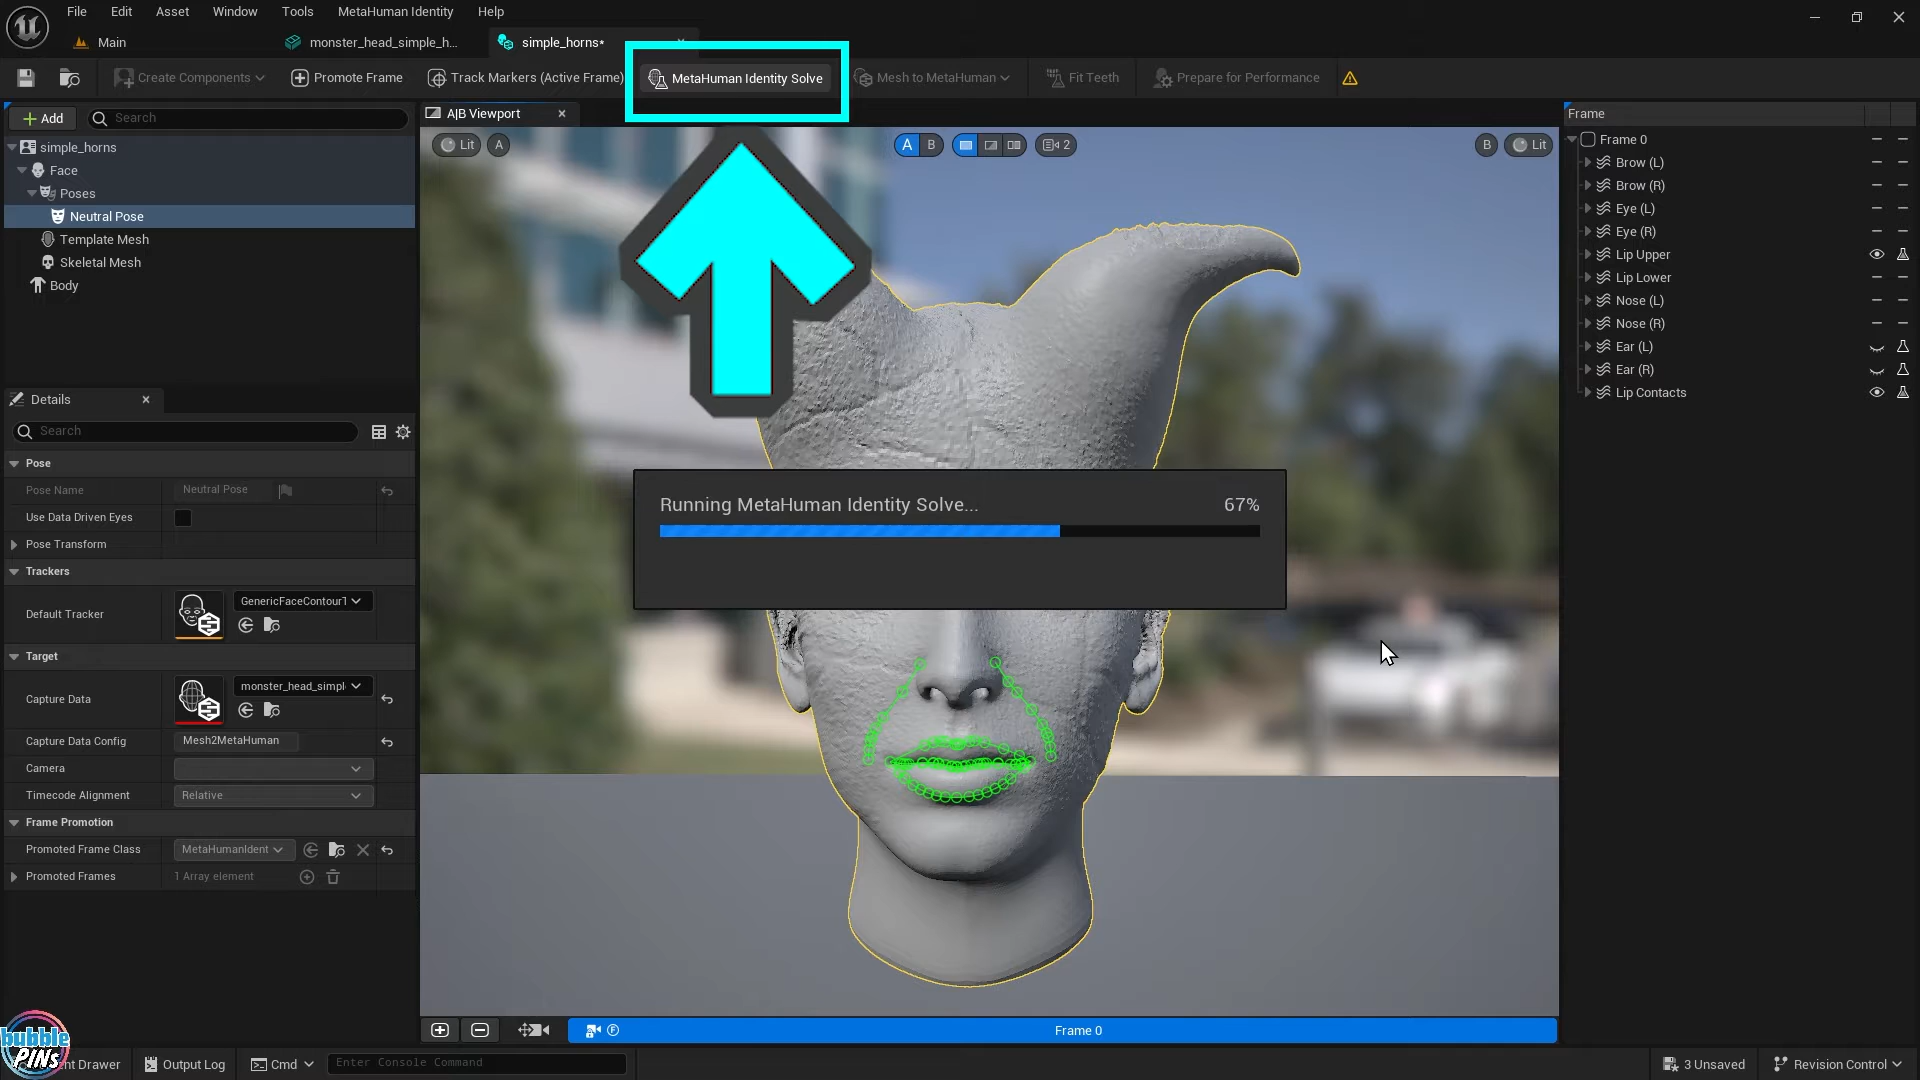 File Edit Asset Window Tools MetaHuman Identity Help
Main monster_head_simple_h... simple_horns*
Create Components Promote Frame Track Markers (Active Frame) MetaHuman Identity Solve Mesh to MetaHuman Fit Teeth Prepare for Performance
Add Search
simple_horns
Face
Poses
Neutral Pose
Template Mesh
Skeletal Mesh
Body
Details
Search
Pose
Pose Name Neutral Pose
Use Data Driven Eyes
Pose Transform
Trackers
Default Tracker GenericFaceContourT
Target
Capture Data monster_head_simpl
Capture Data Config Mesh2MetaHuman
Camera
Timecode Alignment Relative
Frame Promotion
Promoted Frame Class MetaHumanIdent
Promoted Frames 1 Array element
A|B Viewport
Lit A A B 2 B Lit
Running MetaHuman Identity Solve... 67%
F Frame 0
Frame
Frame 0
Brow (L)
Brow (R)
Eye (L)
Eye (R)
Lip Upper
Lip Lower
Nose (L)
Nose (R)
Ear (L)
Ear (R)
Lip Contacts
bubble
PINs
nt Drawer Output Log Cmd Enter Console Command 3 Unsaved Revision Control